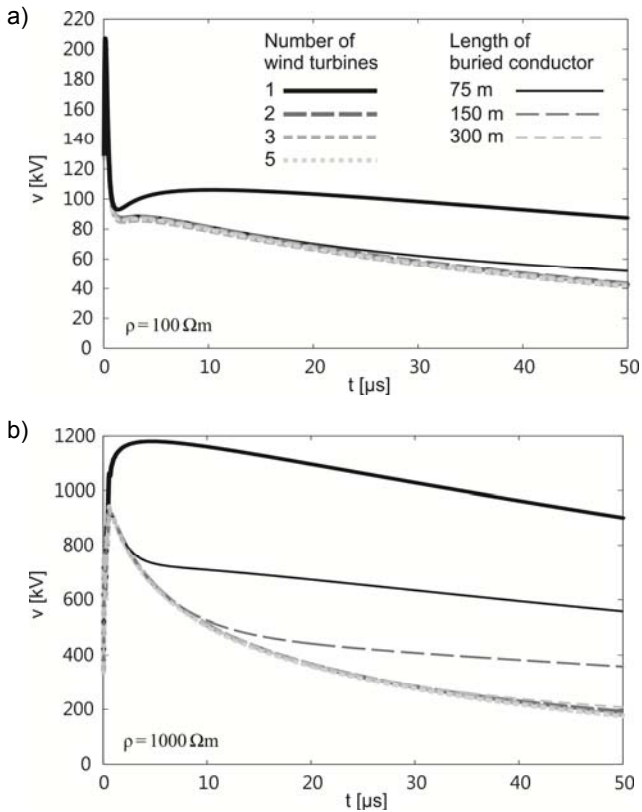 a)
220
200
180
160
140
120
100
80
60
40
20
0
v [kV]
Number of
wind turbines
1
2
3
5
Length of
buried conductor
75 m
150 m
300 m
ρ = 100 Ωm
0 10 20 30 40 50
t [µs]
b)
1200
1000
800
600
400
200
0
v [kV]
ρ = 1000 Ωm
0 10 20 30 40 50
t [µs]